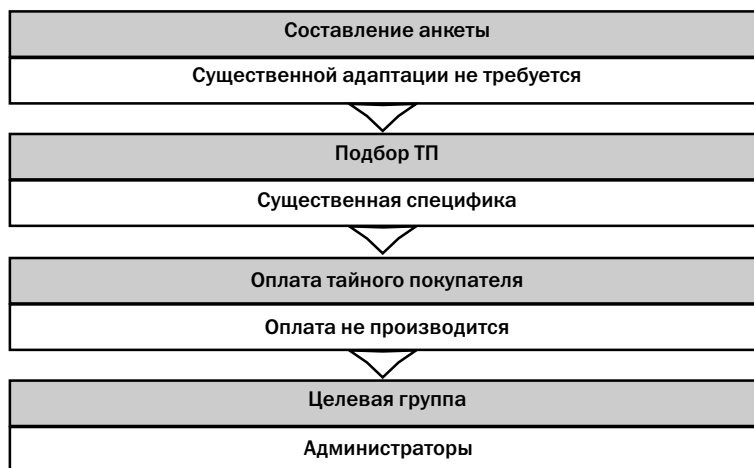 Составление анкеты
Существенной адаптации не требуется
Подбор ТП
Существенная специфика
Оплата тайного покупателя
Оплата не производится
Целевая группа
Администраторы